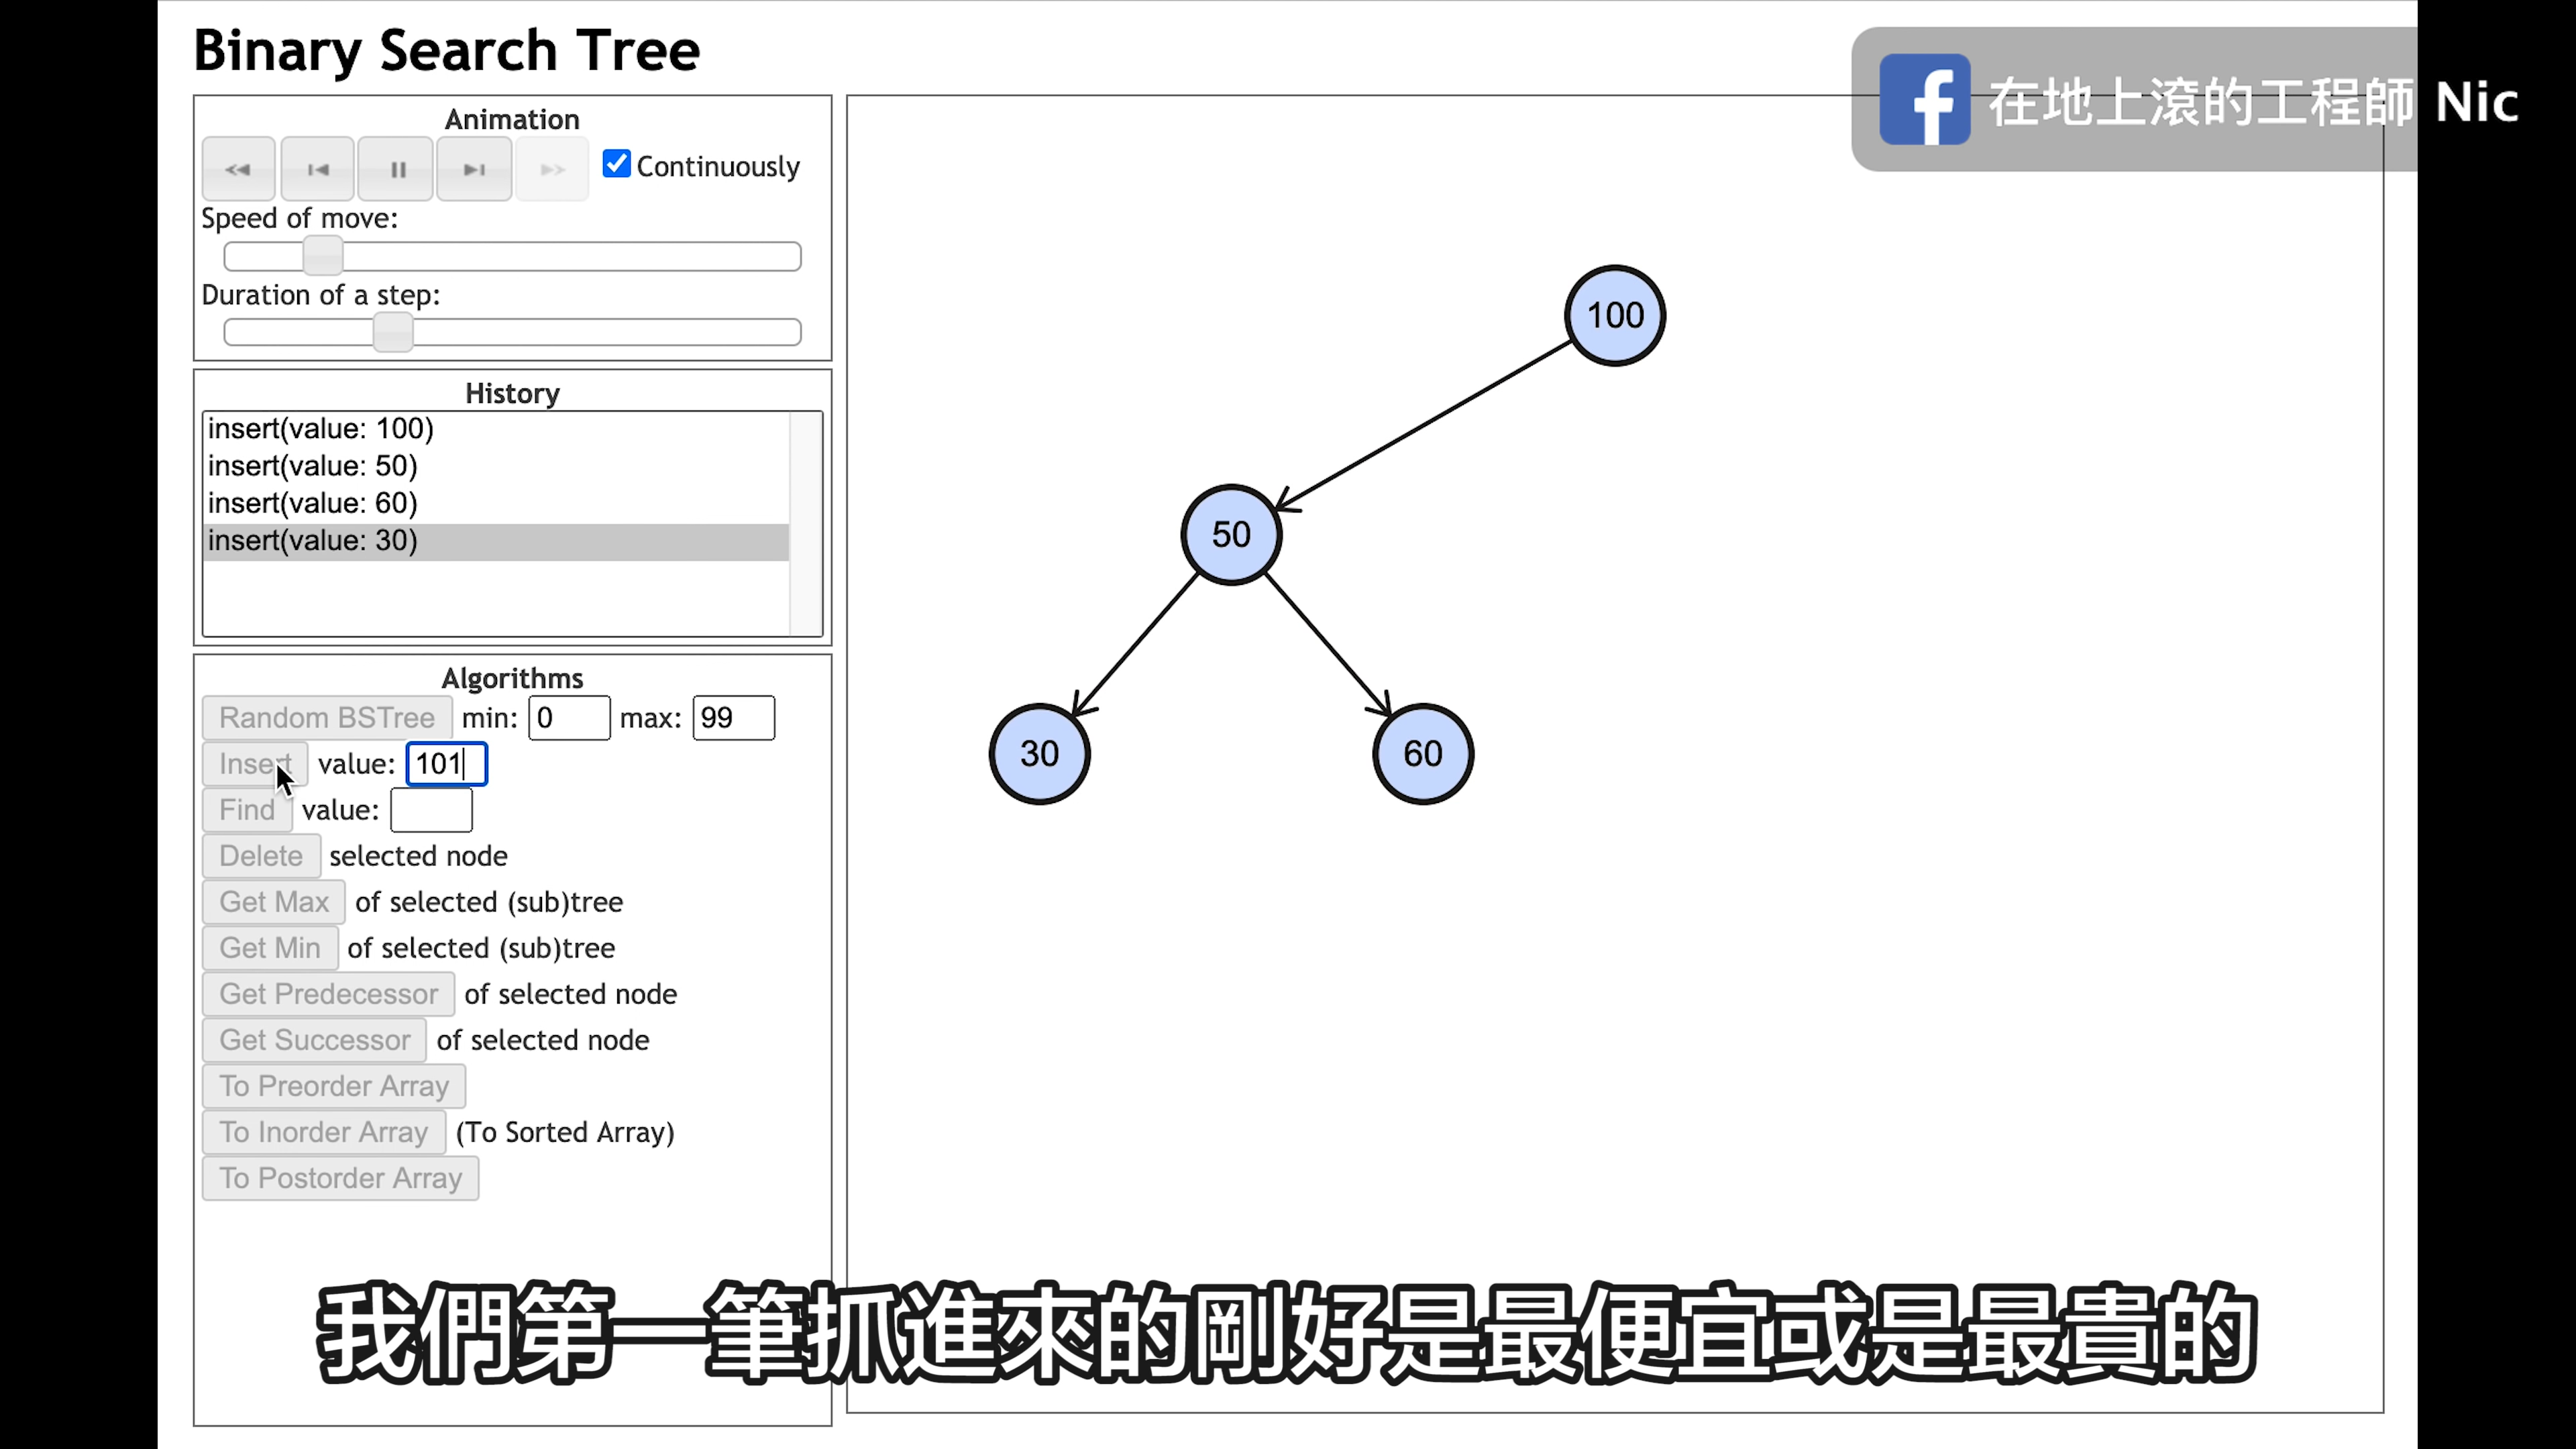 Binary Search Tree
在地上滾的工程師 Nic
Animation
Continuously
Speed of move:
Duration of a step:
History
insert(value: 100)
insert(value: 50)
insert(value: 60)
insert(value: 30)
Algorithms
Random BSTree min: 0 max: 99
Insert value: 101
Find value:
Delete selected node
Get Max of selected (sub)tree
Get Min of selected (sub)tree
Get Predecessor of selected node
Get Successor of selected node
To Preorder Array
To Inorder Array (To Sorted Array)
To Postorder Array
100
50
30 60
我們第一筆抓進來的剛好是最便宜或是最貴的